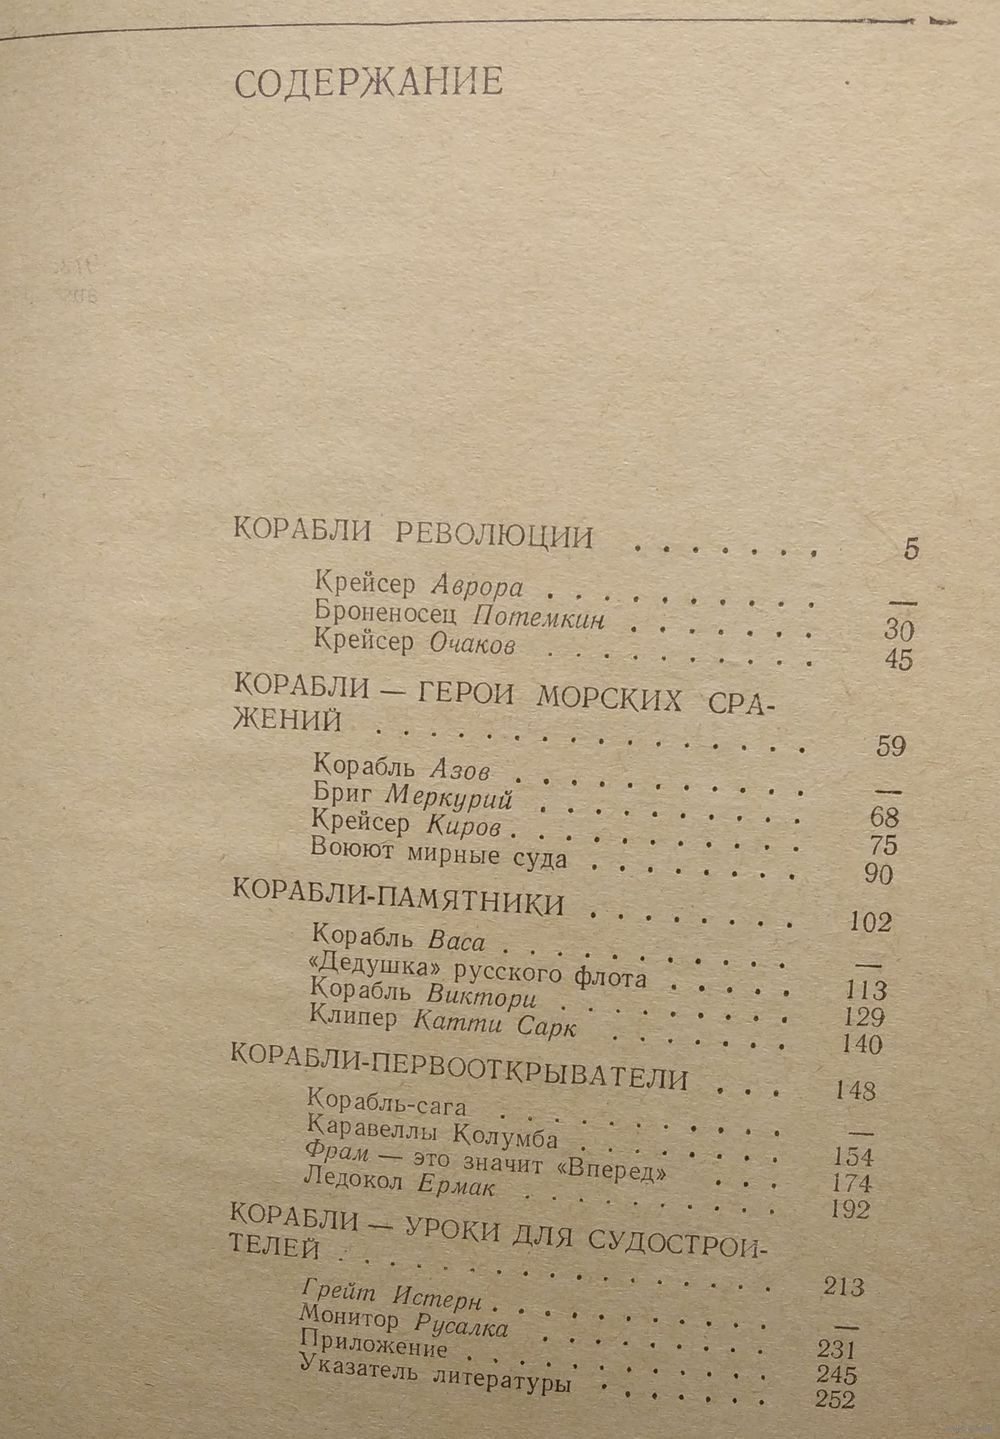 СОДЕРЖАНИЕ
КОРАБЛИ РЕВОЛЮЦИИ . . . . . . . 5
Крейсер Аврора . . . . . . . . . . —
Броненосец Потемкин . . . . . . . 30
Крейсер Очаков . . . . . . . . . . 45
КОРАБЛИ — ГЕРОИ МОРСКИХ СРА-
ЖЕНИЙ . . . . . . . . . . . . . . . . 59
Корабль Азов . . . . . . . . . . . —
Бриг Меркурий . . . . . . . . . . 68
Крейсер Киров . . . . . . . . . . . 75
Воюют мирные суда . . . . . . . . 90
КОРАБЛИ-ПАМЯТНИКИ . . . . . . . . 102
Корабль Васа . . . . . . . . . . . —
«Дедушка» русского флота . . . . . 113
Корабль Виктори . . . . . . . . . 129
Клипер Катти Сарк . . . . . . . 140
КОРАБЛИ-ПЕРВООТКРЫВАТЕЛИ . . . 148
Корабль-сага . . . . . . . . . . . —
Каравеллы Колумба . . . . . . . . 154
Фрам — это значит «Вперед» . . . 174
Ледокол Ермак . . . . . . . . . . 192
КОРАБЛИ — УРОКИ ДЛЯ СУДОСТРОИ-
ТЕЛЕЙ . . . . . . . . . . . . . . . . . 213
Грейт Истерн . . . . . . . . . . . —
Монитор Русалка . . . . . . . . . 231
Приложение . . . . . . . . . . . . 245
Указатель литературы . . . . . . . 252